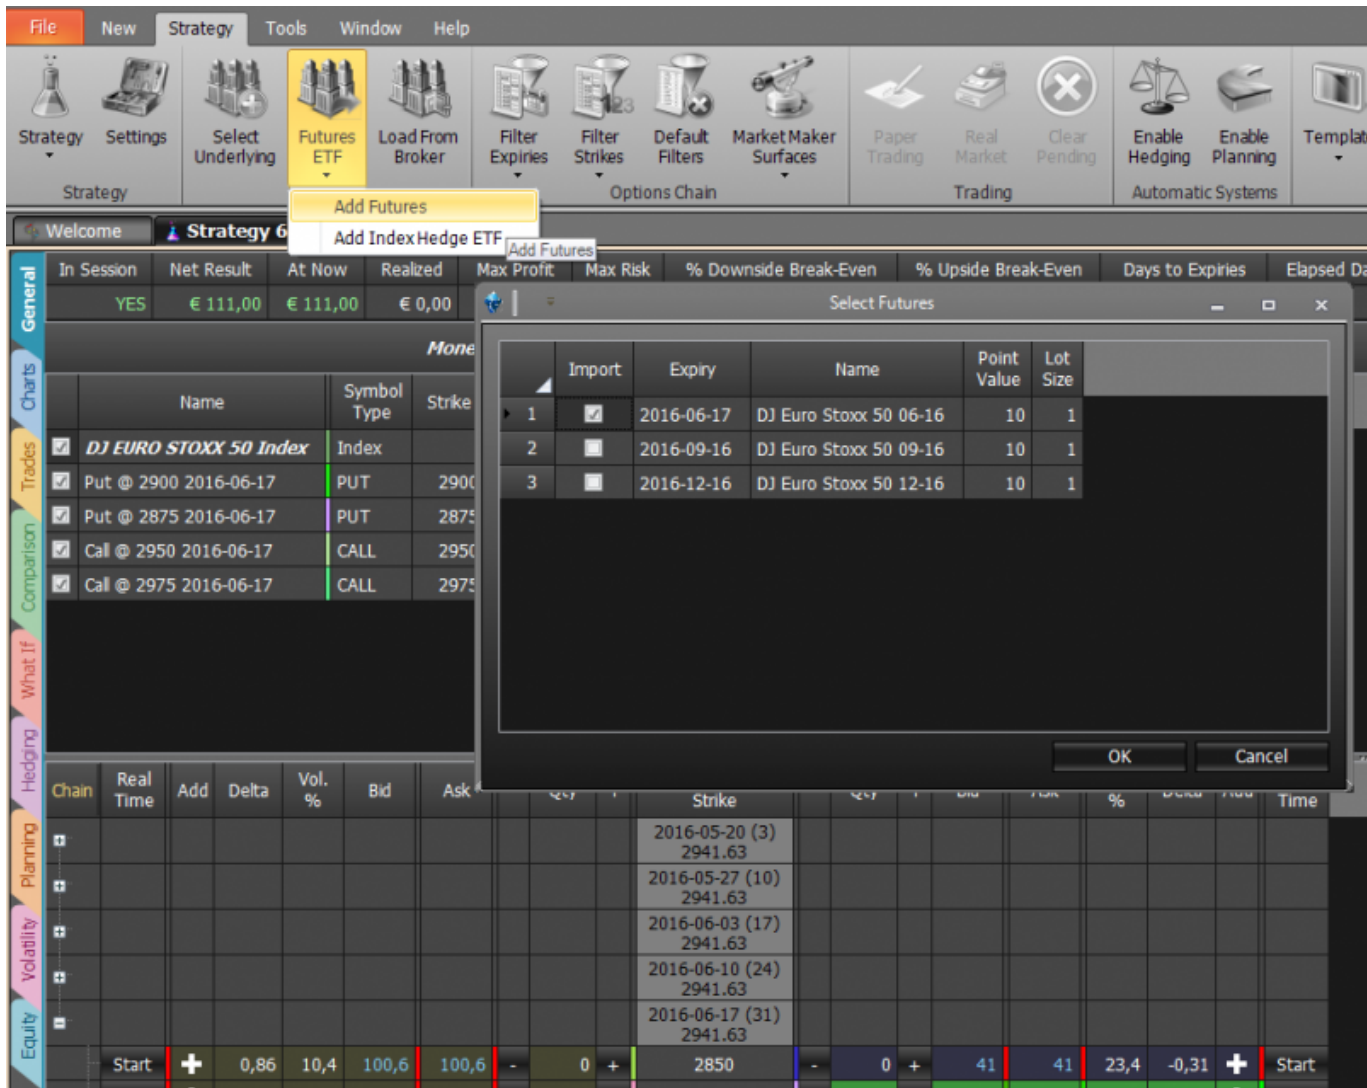 File New Strategy Tools Window Help
Strategy Settings Select Underlying Futures ETF Load From Broker Filter Expiries Filter Strikes Default Filters Market Maker Surfaces Paper Trading Real Market Clear Pending Enable Hedging Enable Planning
123
Strategy Options Chain Trading Automatic Systems
Add Futures
Add Index Hedge ETF
Add Futures
Welcome Strategy 6
In Session Net Result At Now Realized Max Profit Max Risk % Downside Break-Even % Upside Break-Even Days to Expiries Elapsed
YES € 111,00 € 111,00 € 0,00
Select Futures
Import Expiry Name Point Value Lot Size
1 2016-06-17 DJ Euro Stoxx 50 06-16 10 1
2 2016-09-16 DJ Euro Stoxx 50 09-16 10 1
3 2016-12-16 DJ Euro Stoxx 50 12-16 10 1
OK Cancel
General
Charts
Trades
Comparison
What If
Hedging
Planning
Volatility
Equity
Name Symbol Type Strike
DJ EURO STOXX 50 Index Index
Put @ 2900 2016-06-17 PUT 2900
Put @ 2875 2016-06-17 PUT 2875
Call @ 2950 2016-06-17 CALL 2950
Call @ 2975 2016-06-17 CALL 2975
Chain Real Time Add Delta Vol. % Bid Ask Strike % Time
2016-05-20 (3)
2941.63
2016-05-27 (10)
2941.63
2016-06-03 (17)
2941.63
2016-06-10 (24)
2941.63
2016-06-17 (31)
2941.63
Start + 0,86 10,4 100,6 100,6 - 0 + 2850 - 0 + 41 41 23,4 -0,31 + Start